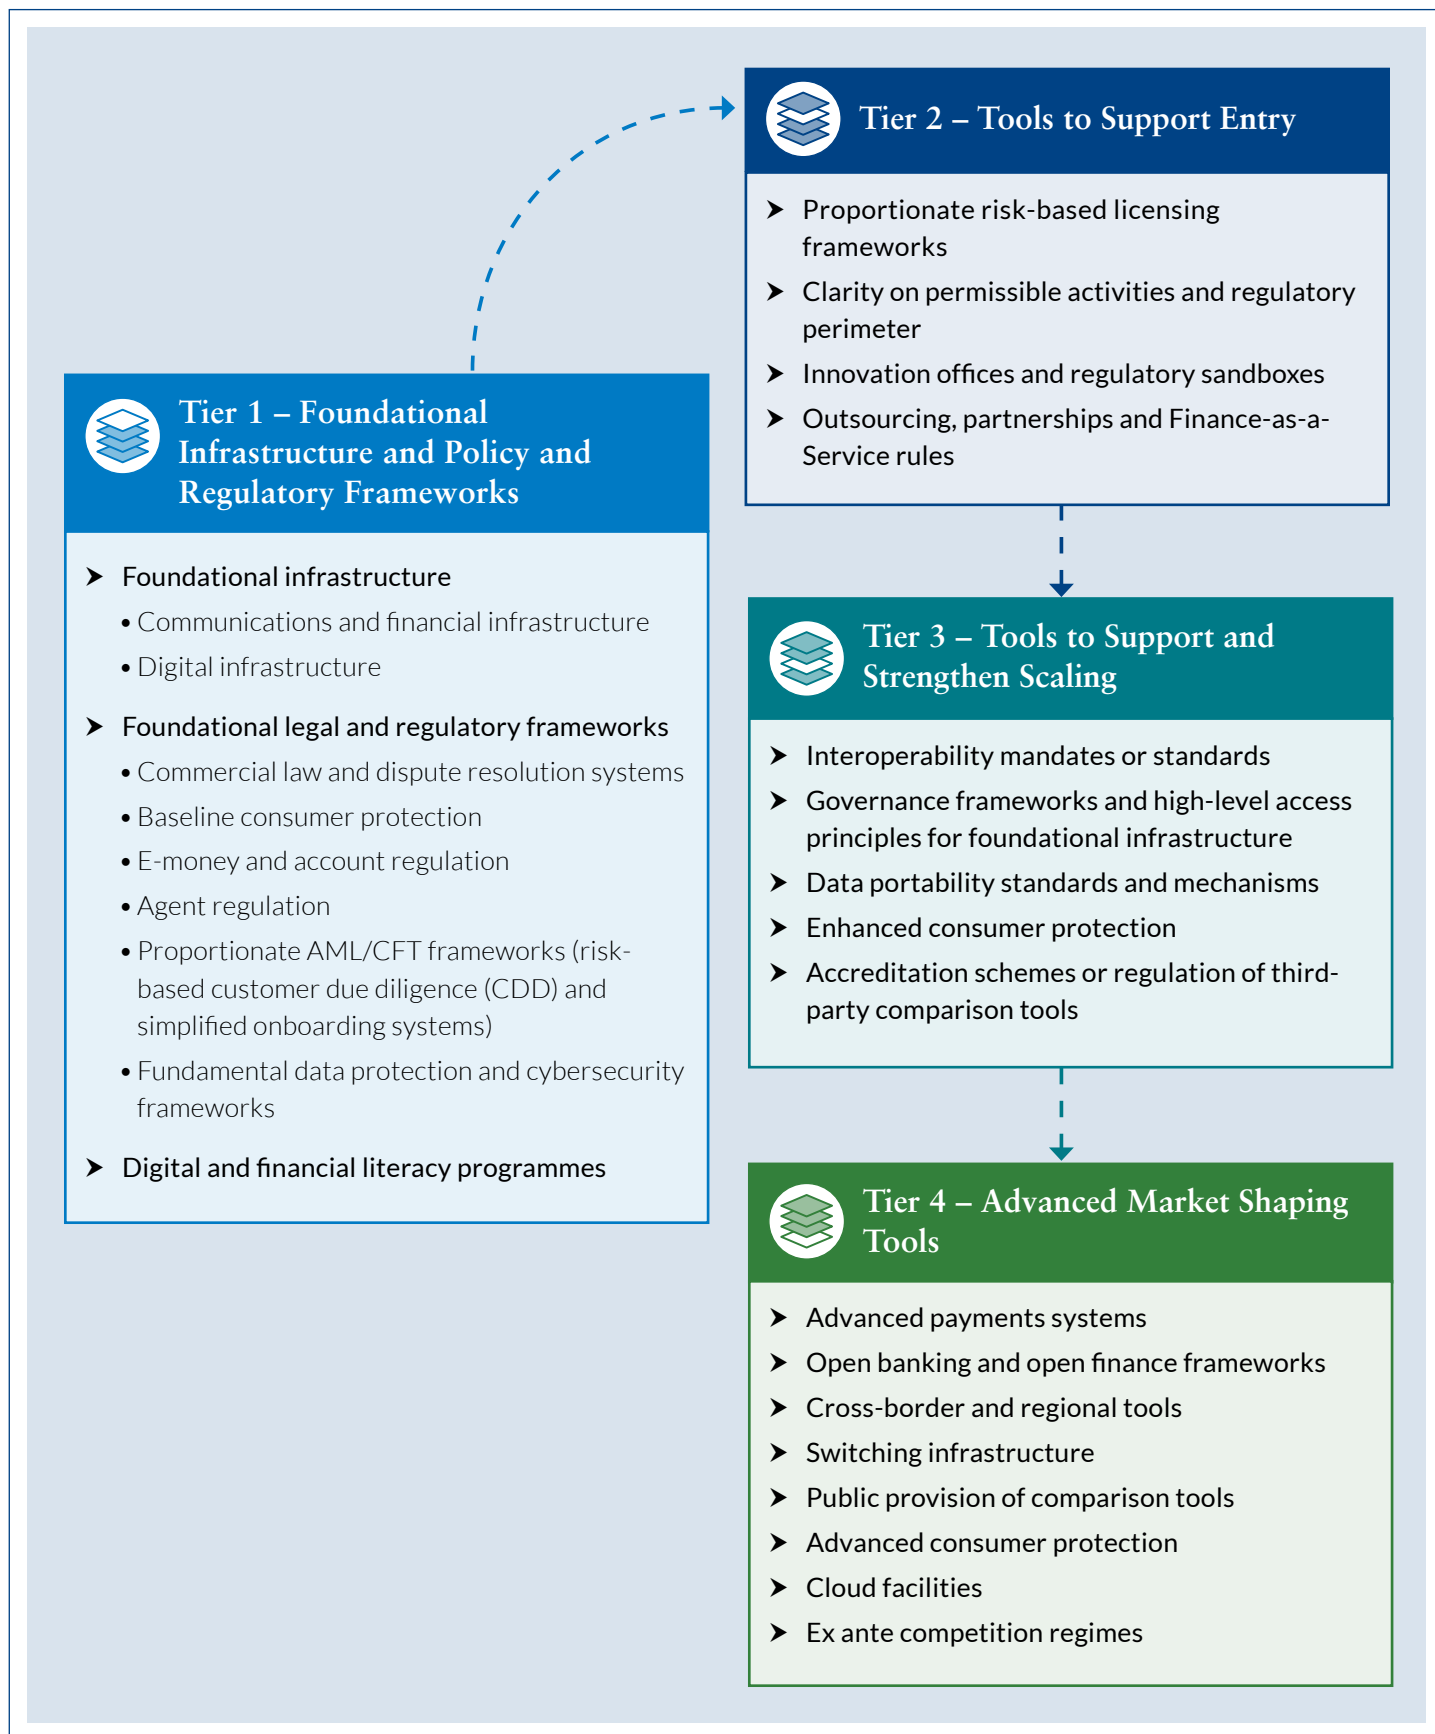 Tier 1 – Foundational
Infrastructure and Policy and
Regulatory Frameworks
➤ Foundational infrastructure
• Communications and financial infrastructure
• Digital infrastructure
➤ Foundational legal and regulatory frameworks
• Commercial law and dispute resolution systems
• Baseline consumer protection
• E-money and account regulation
• Agent regulation
• Proportionate AML/CFT frameworks (risk-
based customer due diligence (CDD) and
simplified onboarding systems)
• Fundamental data protection and cybersecurity
frameworks
➤ Digital and financial literacy programmes
Tier 2 – Tools to Support Entry
➤ Proportionate risk-based licensing
frameworks
➤ Clarity on permissible activities and regulatory
perimeter
➤ Innovation offices and regulatory sandboxes
➤ Outsourcing, partnerships and Finance-as-a-
Service rules
Tier 3 – Tools to Support and
Strengthen Scaling
➤ Interoperability mandates or standards
➤ Governance frameworks and high-level access
principles for foundational infrastructure
➤ Data portability standards and mechanisms
➤ Enhanced consumer protection
➤ Accreditation schemes or regulation of third-
party comparison tools
Tier 4 – Advanced Market Shaping
Tools
➤ Advanced payments systems
➤ Open banking and open finance frameworks
➤ Cross-border and regional tools
➤ Switching infrastructure
➤ Public provision of comparison tools
➤ Advanced consumer protection
➤ Cloud facilities
➤ Ex ante competition regimes